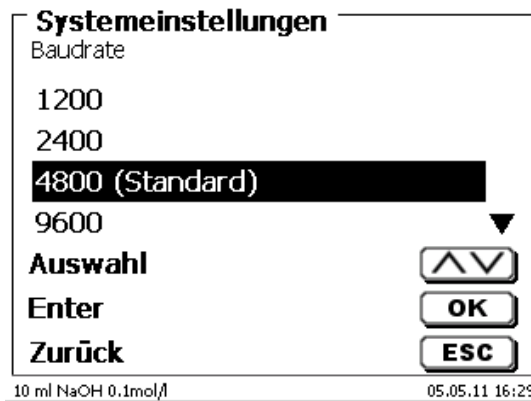 Systemeinstellungen
Baudrate
1200
2400
4800 (Standard)
9600
Auswahl
Enter OK
Zurück ESC
10 ml NaOH 0.1mol/l 05.05.11 16:29